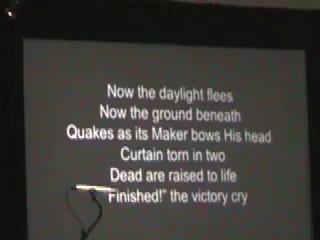 Now the daylight flees
Now the ground beneath
Quakes as its Maker bows His head
Curtain torn in two
Dead are raised to life
"Finished!" the victory cry